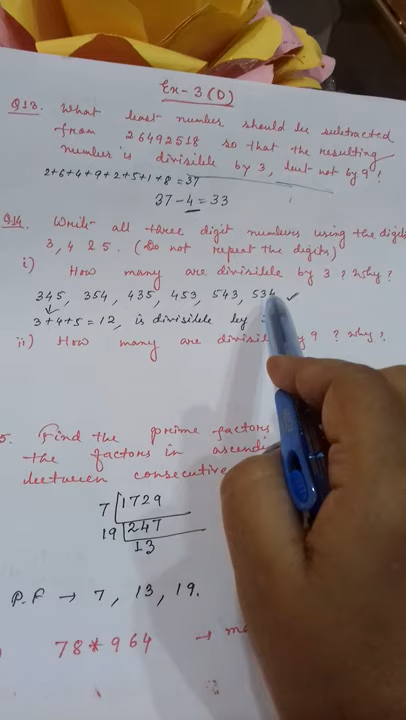 Ex-3(D)
Q13. What least number should be subtracted
from 26492518 so that the resulting
number is divisible by 3, but not by 9?
2+6+4+9+2+5+1+8=37
37-4=33
Q14. Write all three digit numbers using the digits
3, 4 & 5. (Do not repeat the digits)
i) How many are divisible by 3? Why?
345, 354, 435, 453, 543, 534 ✓
3+4+5=12, is divisible by
ii) How many are divisible by 9? Why?
5. Find the prime factors
the factors in ascendi
between consecutive
7 1729
19 247
13
P.F → 7, 13, 19.
78*964 → m